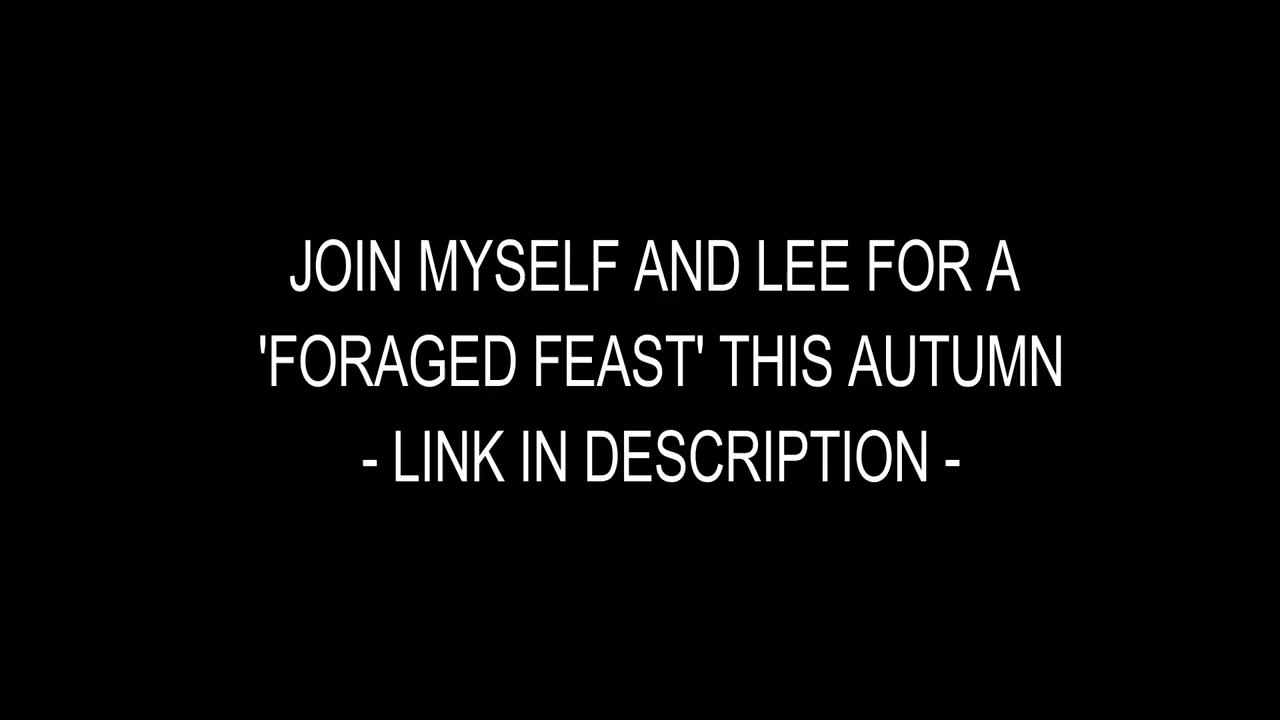 JOIN MYSELF AND LEE FOR A
'FORAGED FEAST' THIS AUTUMN
- LINK IN DESCRIPTION -